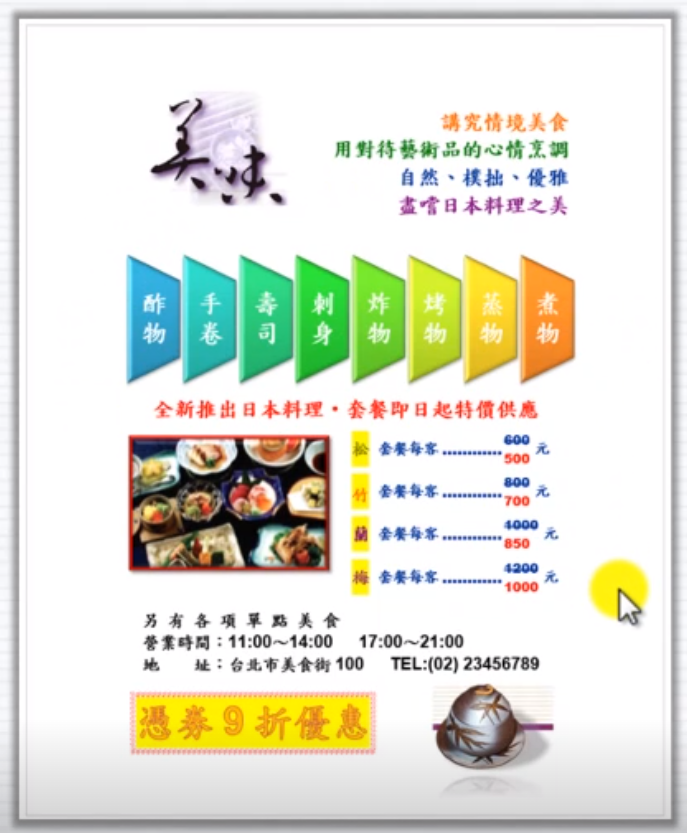 美味
講究情境美食
用對待藝術品的心情烹調
自然、樸拙、優雅
盡嚐日本料理之美
酢物
手卷
壽司
刺身
炸物
烤物
蒸物
煮物
全新推出日本料理・套餐即日起特價供應
松 套餐每客............600 元
500
竹 套餐每客............800 元
700
蘭 套餐每客............1000 元
850
梅 套餐每客............1200 元
1000
另有各項單點美食
營業時間：11:00～14:00 17:00～21:00
地 址：台北市美食街100 TEL:(02) 23456789
憑券9折優惠